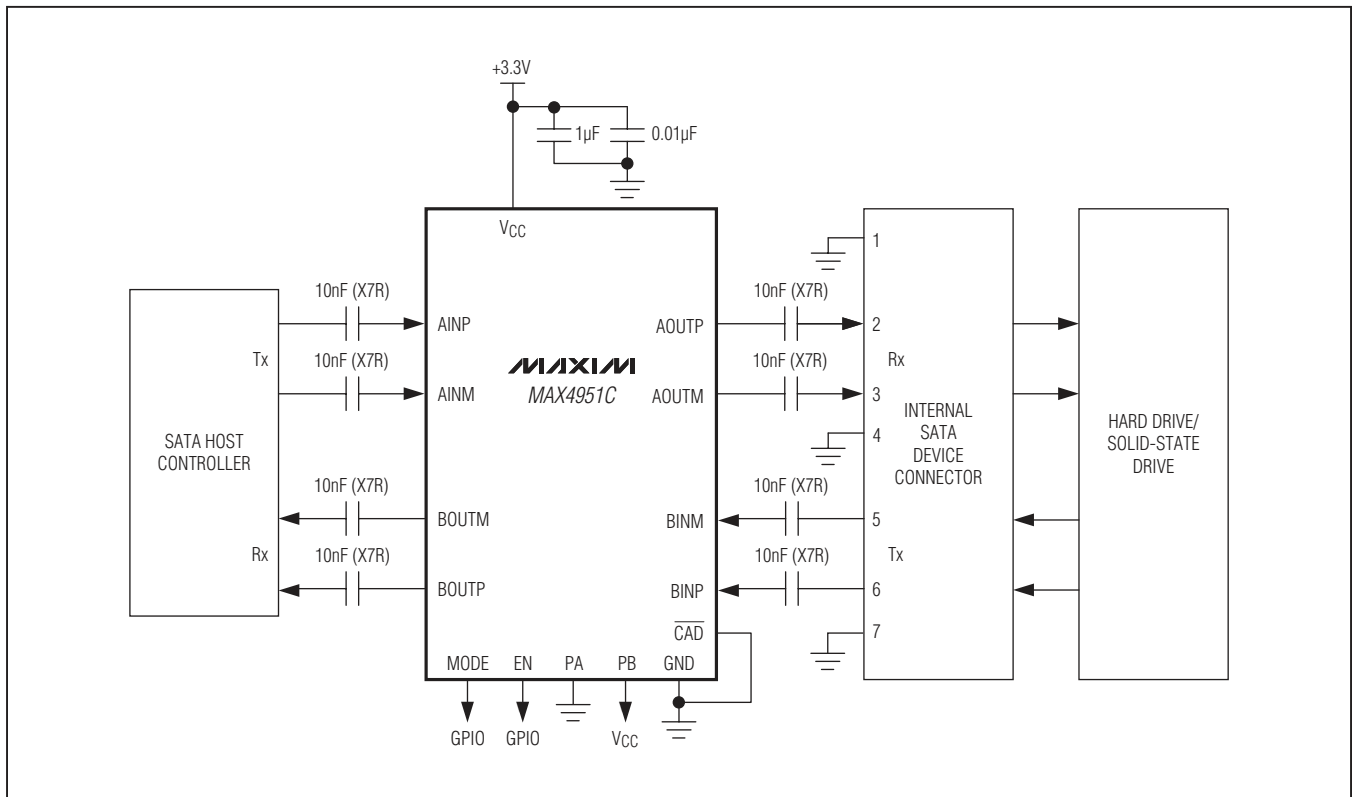 +3.3V
1µF
0.01µF
VCC
10nF (X7R)
10nF (X7R)
AINP
AOUTP
Tx
10nF (X7R)
10nF (X7R)
AINM
AOUTM
MAXIM
MAX4951C
SATA HOST
CONTROLLER
10nF (X7R)
10nF (X7R)
BOUTM
BINM
Rx
10nF (X7R)
10nF (X7R)
BOUTP
BINP
CAD
MODE
EN
PA
PB
GND
GPIO
GPIO
VCC
1
2
Rx
3
INTERNAL
SATA
DEVICE
CONNECTOR
4
5
Tx
6
7
HARD DRIVE/
SOLID-STATE
DRIVE